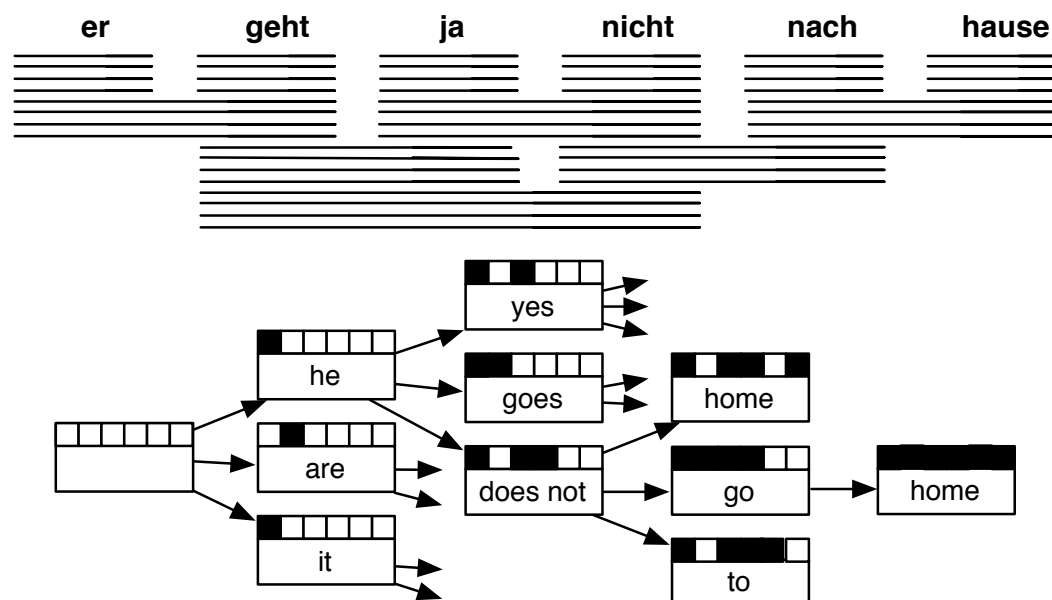 er geht ja nicht nach hause
yes
he goes home
are does not go home
it to